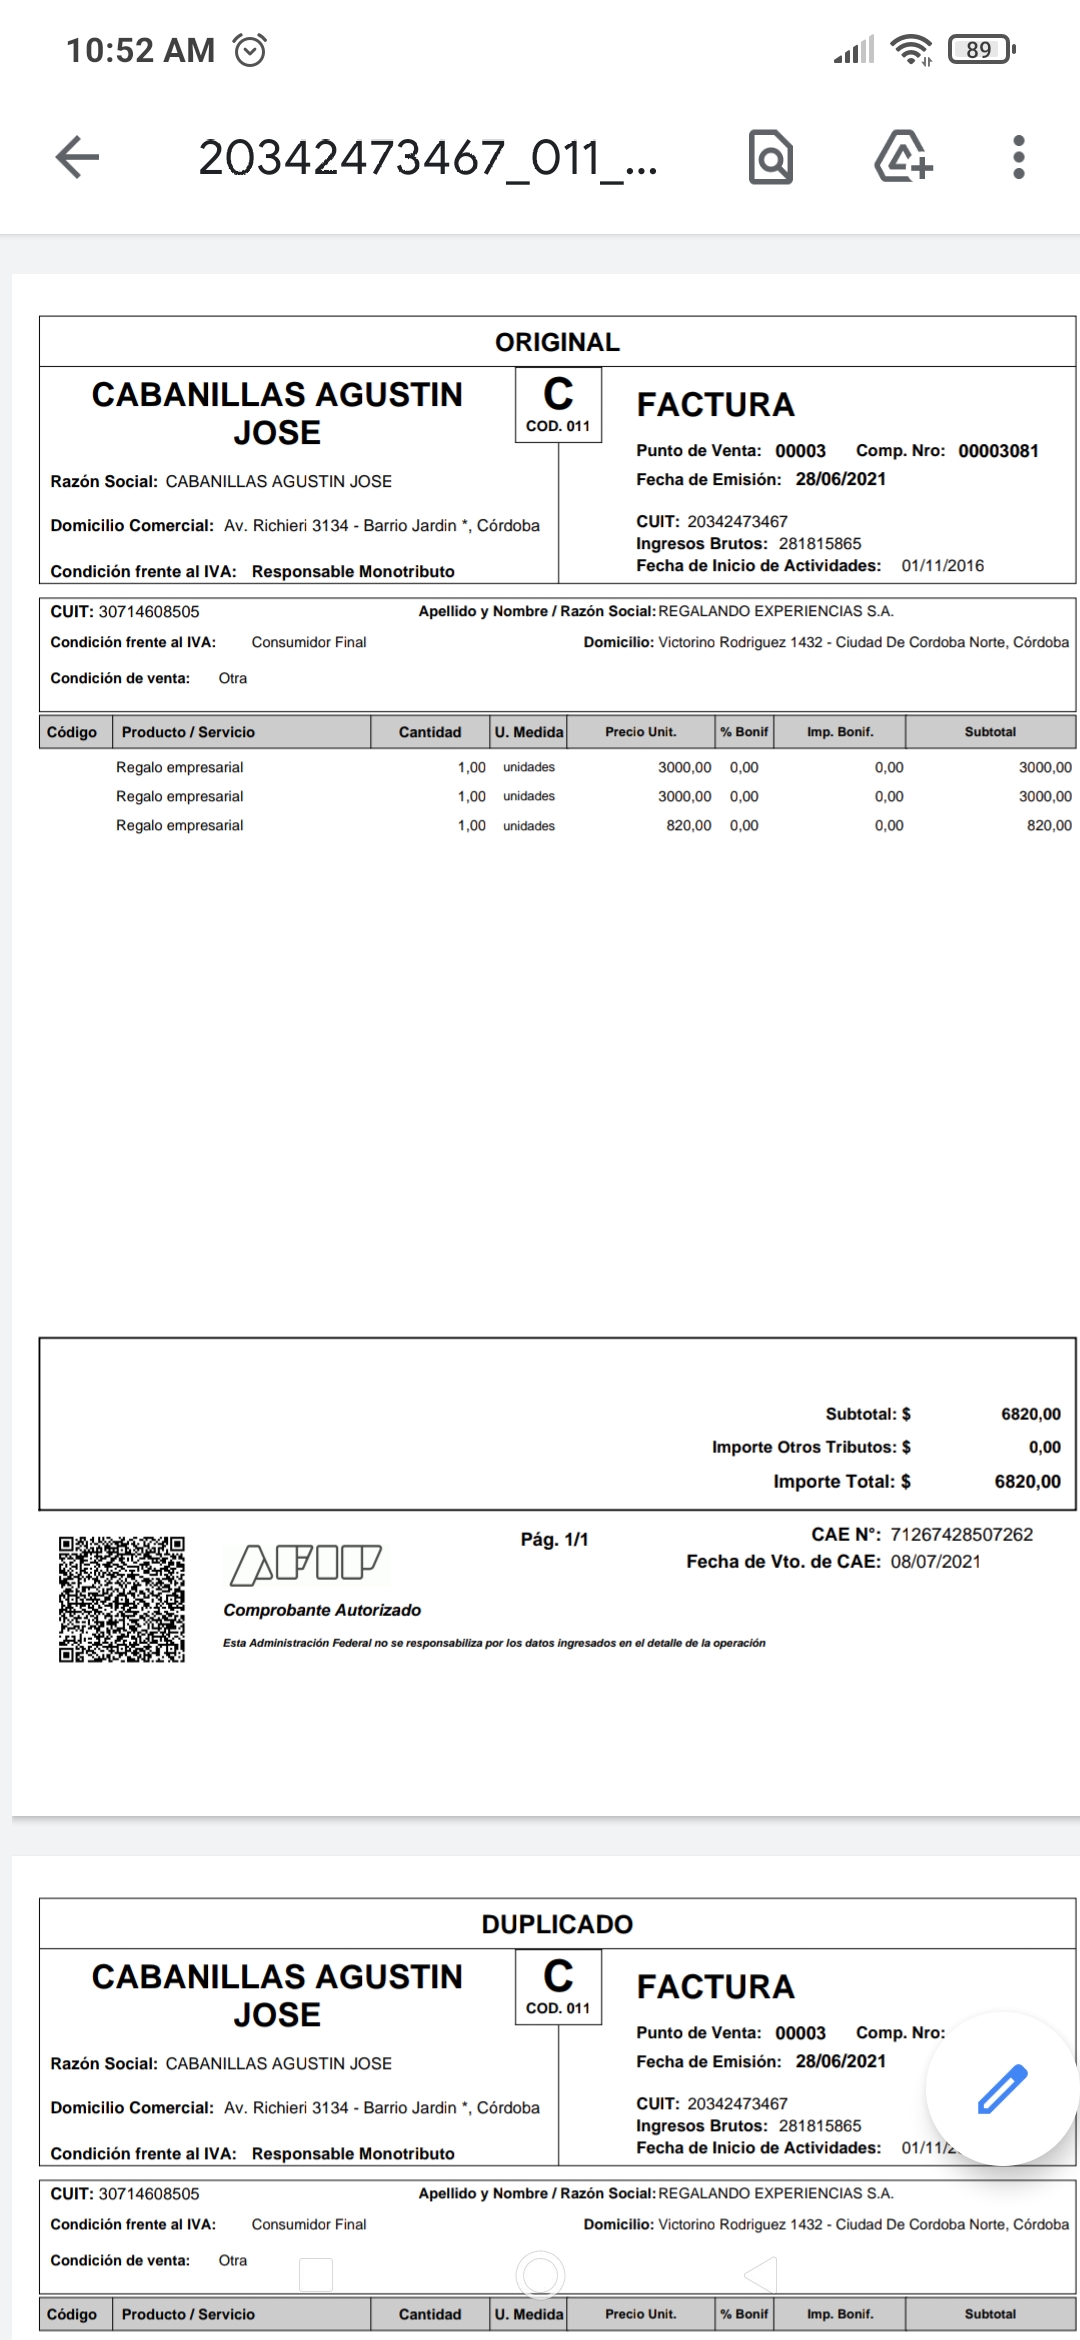 10:52 AM
89
20342473467_011_...
ORIGINAL
CABANILLAS AGUSTIN
JOSE
C
COD. 011
FACTURA
Punto de Venta: 00003 Comp. Nro: 00003081
Fecha de Emisión: 28/06/2021
Razón Social: CABANILLAS AGUSTIN JOSE
Domicilio Comercial: Av. Richieri 3134 - Barrio Jardin *, Córdoba
Condición frente al IVA: Responsable Monotributo
CUIT: 20342473467
Ingresos Brutos: 281815865
Fecha de Inicio de Actividades: 01/11/2016
CUIT: 30714608505 Apellido y Nombre / Razón Social: REGALANDO EXPERIENCIAS S.A.
Condición frente al IVA: Consumidor Final Domicilio: Victorino Rodriguez 1432 - Ciudad De Cordoba Norte, Córdoba
Condición de venta: Otra
Código Producto / Servicio Cantidad U. Medida Precio Unit. % Bonif Imp. Bonif. Subtotal
Regalo empresarial 1,00 unidades 3000,00 0,00 0,00 3000,00
Regalo empresarial 1,00 unidades 3000,00 0,00 0,00 3000,00
Regalo empresarial 1,00 unidades 820,00 0,00 0,00 820,00
Subtotal: $ 6820,00
Importe Otros Tributos: $ 0,00
Importe Total: $ 6820,00
AFIP
Pág. 1/1
CAE N°: 71267428507262
Fecha de Vto. de CAE: 08/07/2021
Comprobante Autorizado
Esta Administración Federal no se responsabiliza por los datos ingresados en el detalle de la operación
DUPLICADO
CABANILLAS AGUSTIN
JOSE
C
COD. 011
FACTURA
Punto de Venta: 00003 Comp. Nro:
Fecha de Emisión: 28/06/2021
Razón Social: CABANILLAS AGUSTIN JOSE
Domicilio Comercial: Av. Richieri 3134 - Barrio Jardin *, Córdoba
Condición frente al IVA: Responsable Monotributo
CUIT: 20342473467
Ingresos Brutos: 281815865
Fecha de Inicio de Actividades: 01/11/2
CUIT: 30714608505 Apellido y Nombre / Razón Social: REGALANDO EXPERIENCIAS S.A.
Condición frente al IVA: Consumidor Final Domicilio: Victorino Rodriguez 1432 - Ciudad De Cordoba Norte, Córdoba
Condición de venta: Otra
Código Producto / Servicio Cantidad U. Medida Precio Unit. % Bonif Imp. Bonif. Subtotal